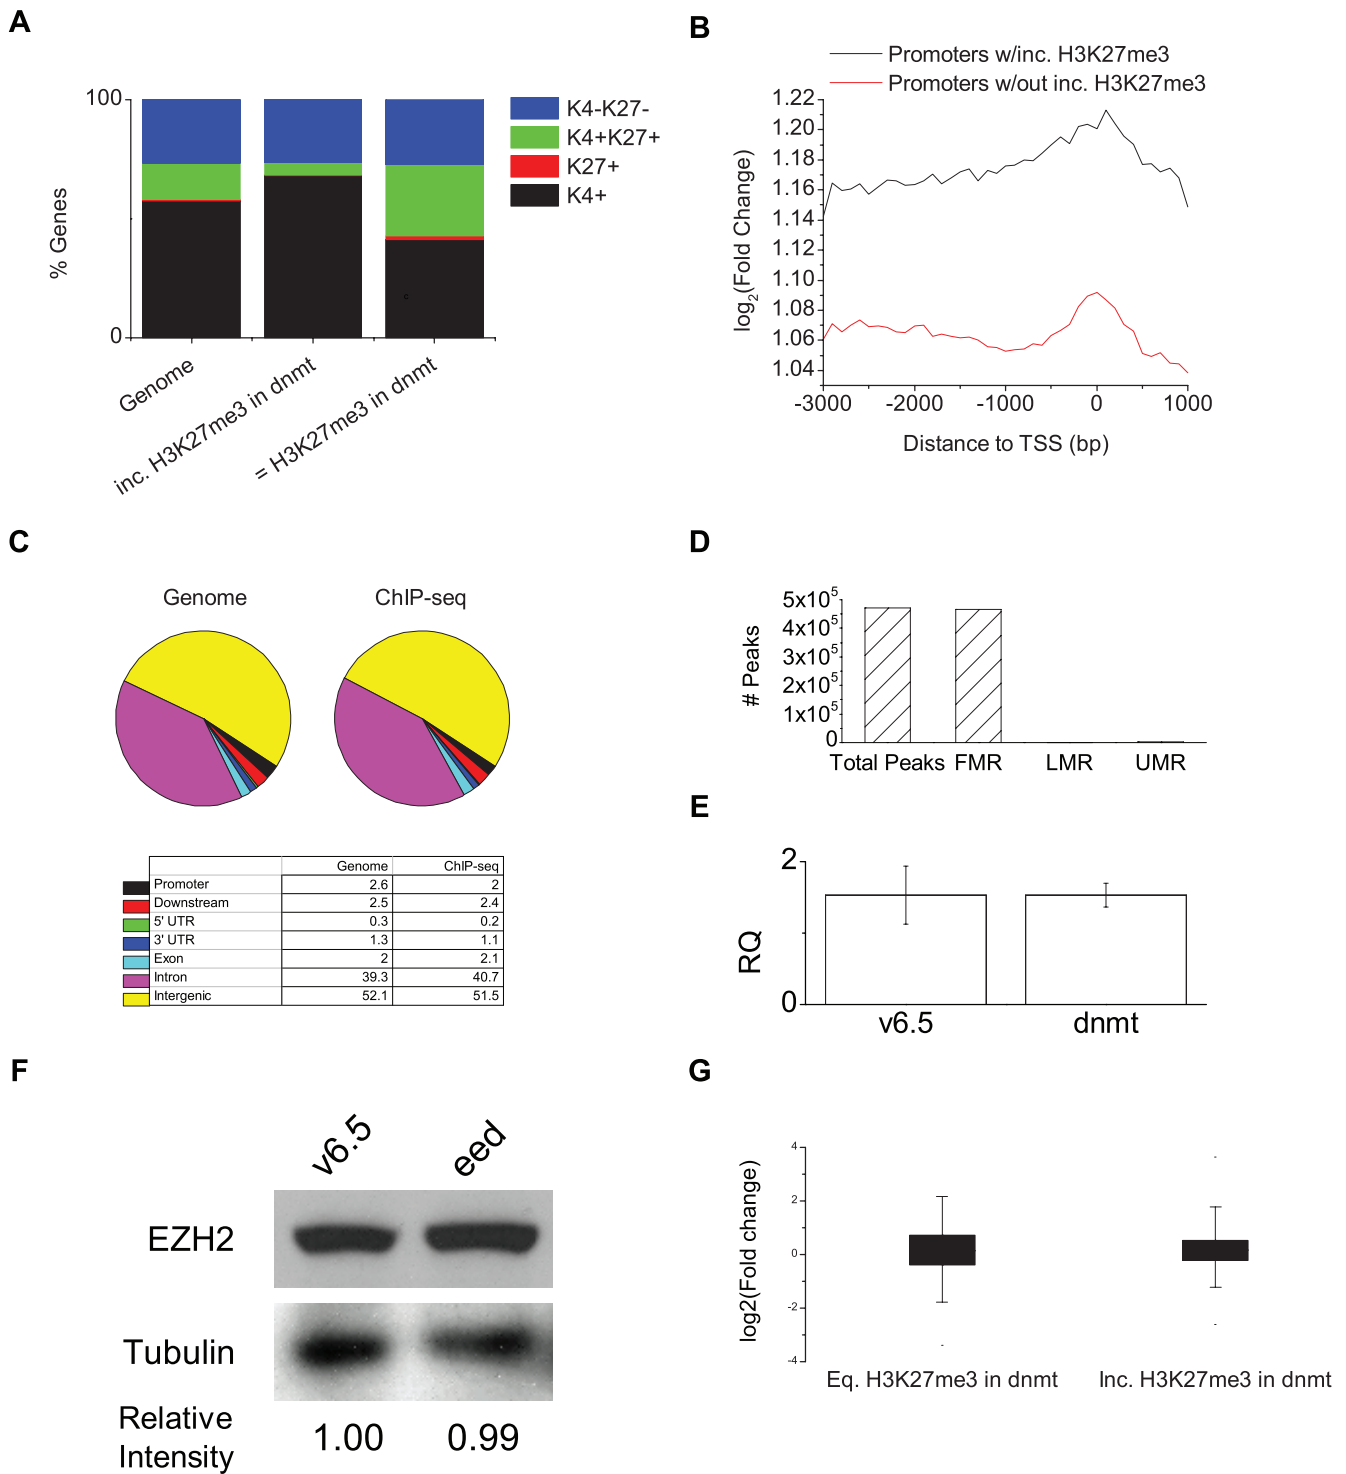 A
100
0
% Genes
K4-K27-
K4+K27+
K27+
K4+
c
Genome
inc. H3K27me3 in dnmt
= H3K27me3 in dnmt
B
Promoters w/inc. H3K27me3
Promoters w/out inc. H3K27me3
1.22
1.20
1.18
1.16
1.14
1.12
1.10
1.08
1.06
1.04
log2(Fold Change)
-3000 -2000 -1000 0 1000
Distance to TSS (bp)
C
Genome ChIP-seq
Genome ChIP-seq
Promoter 2.6 2
Downstream 2.5 2.4
5' UTR 0.3 0.2
3' UTR 1.3 1.1
Exon 2 2.1
Intron 39.3 40.7
Intergenic 52.1 51.5
D
5x10^5
4x10^5
3x10^5
2x10^5
1x10^5
0
# Peaks
Total Peaks FMR LMR UMR
E
2
0
RQ
v6.5 dnmt
F
v6.5 eed
EZH2
Tubulin
Relative
Intensity
1.00 0.99
G
4
2
0
-2
-4
log2(Fold change)
Eq. H3K27me3 in dnmt Inc. H3K27me3 in dnmt